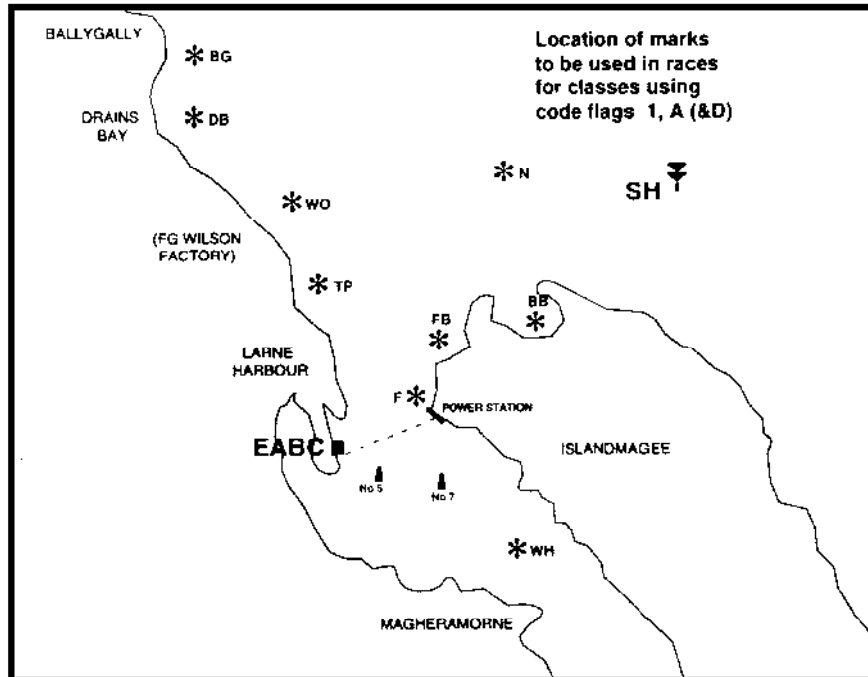 BALLYGALLY
BG
Location of marks
to be used in races
for classes using
code flags 1, A (&D)
DRAINS
BAY
DB
N
SH
WO
(FG WILSON
FACTORY)
TP
BB
FB
LARNE
HARBOUR
F
POWER STATION
EABC
ISLANDMAGEE
No 5
No 7
WH
MAGHERAMORNE